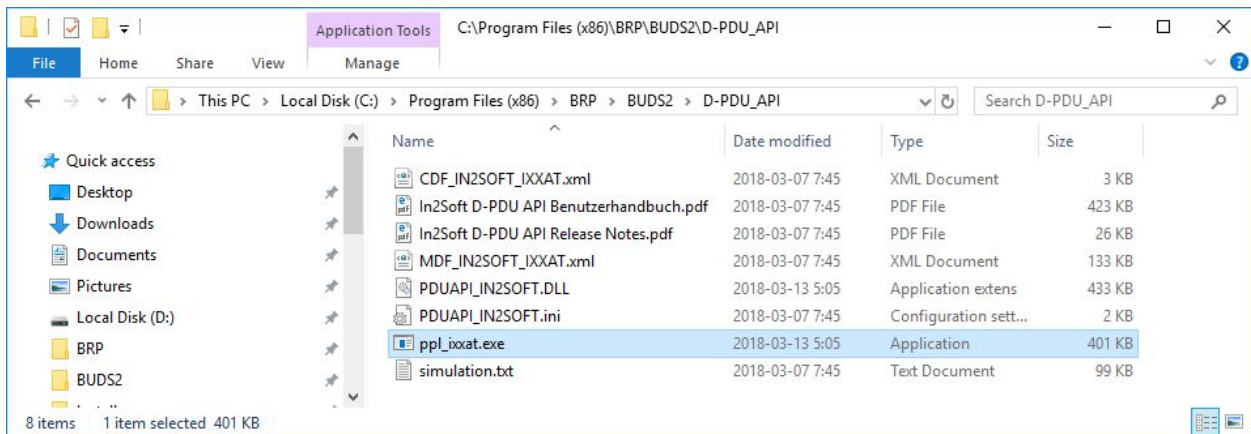 Application Tools C:\Program Files (x86)\BRP\BUDS2\D-PDU_API
File Home Share View Manage
This PC > Local Disk (C:) > Program Files (x86) > BRP > BUDS2 > D-PDU_API Search D-PDU_API
Quick access
Desktop
Downloads
Documents
Pictures
Local Disk (D:)
BRP
BUDS2
Name Date modified Type Size
CDF_IN2SOFT_IXXAT.xml 2018-03-07 7:45 XML Document 3 KB
In2Soft D-PDU API Benutzerhandbuch.pdf 2018-03-07 7:45 PDF File 423 KB
In2Soft D-PDU API Release Notes.pdf 2018-03-07 7:45 PDF File 26 KB
MDF_IN2SOFT_IXXAT.xml 2018-03-07 7:45 XML Document 133 KB
PDUAPI_IN2SOFT.DLL 2018-03-13 5:05 Application extens 433 KB
PDUAPI_IN2SOFT.ini 2018-03-07 7:45 Configuration sett... 2 KB
ppl_ixxat.exe 2018-03-13 5:05 Application 401 KB
simulation.txt 2018-03-07 7:45 Text Document 99 KB
8 items 1 item selected 401 KB